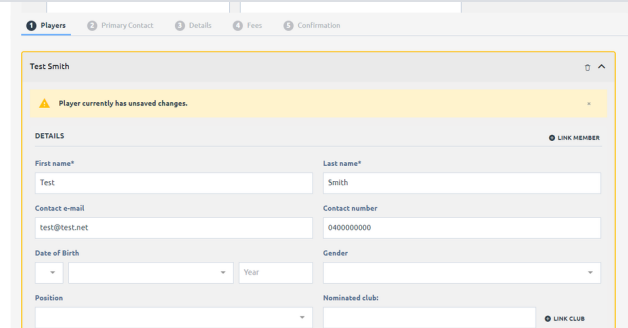 1 Players 2 Primary Contact 3 Details 4 Fees 5 Confirmation
Test Smith
Player currently has unsaved changes.
DETAILS LINK MEMBER
First name* Last name*
Test Smith
Contact e-mail Contact number
test@test.net 0400000000
Date of Birth Gender
Year
Position Nominated club:
LINK CLUB